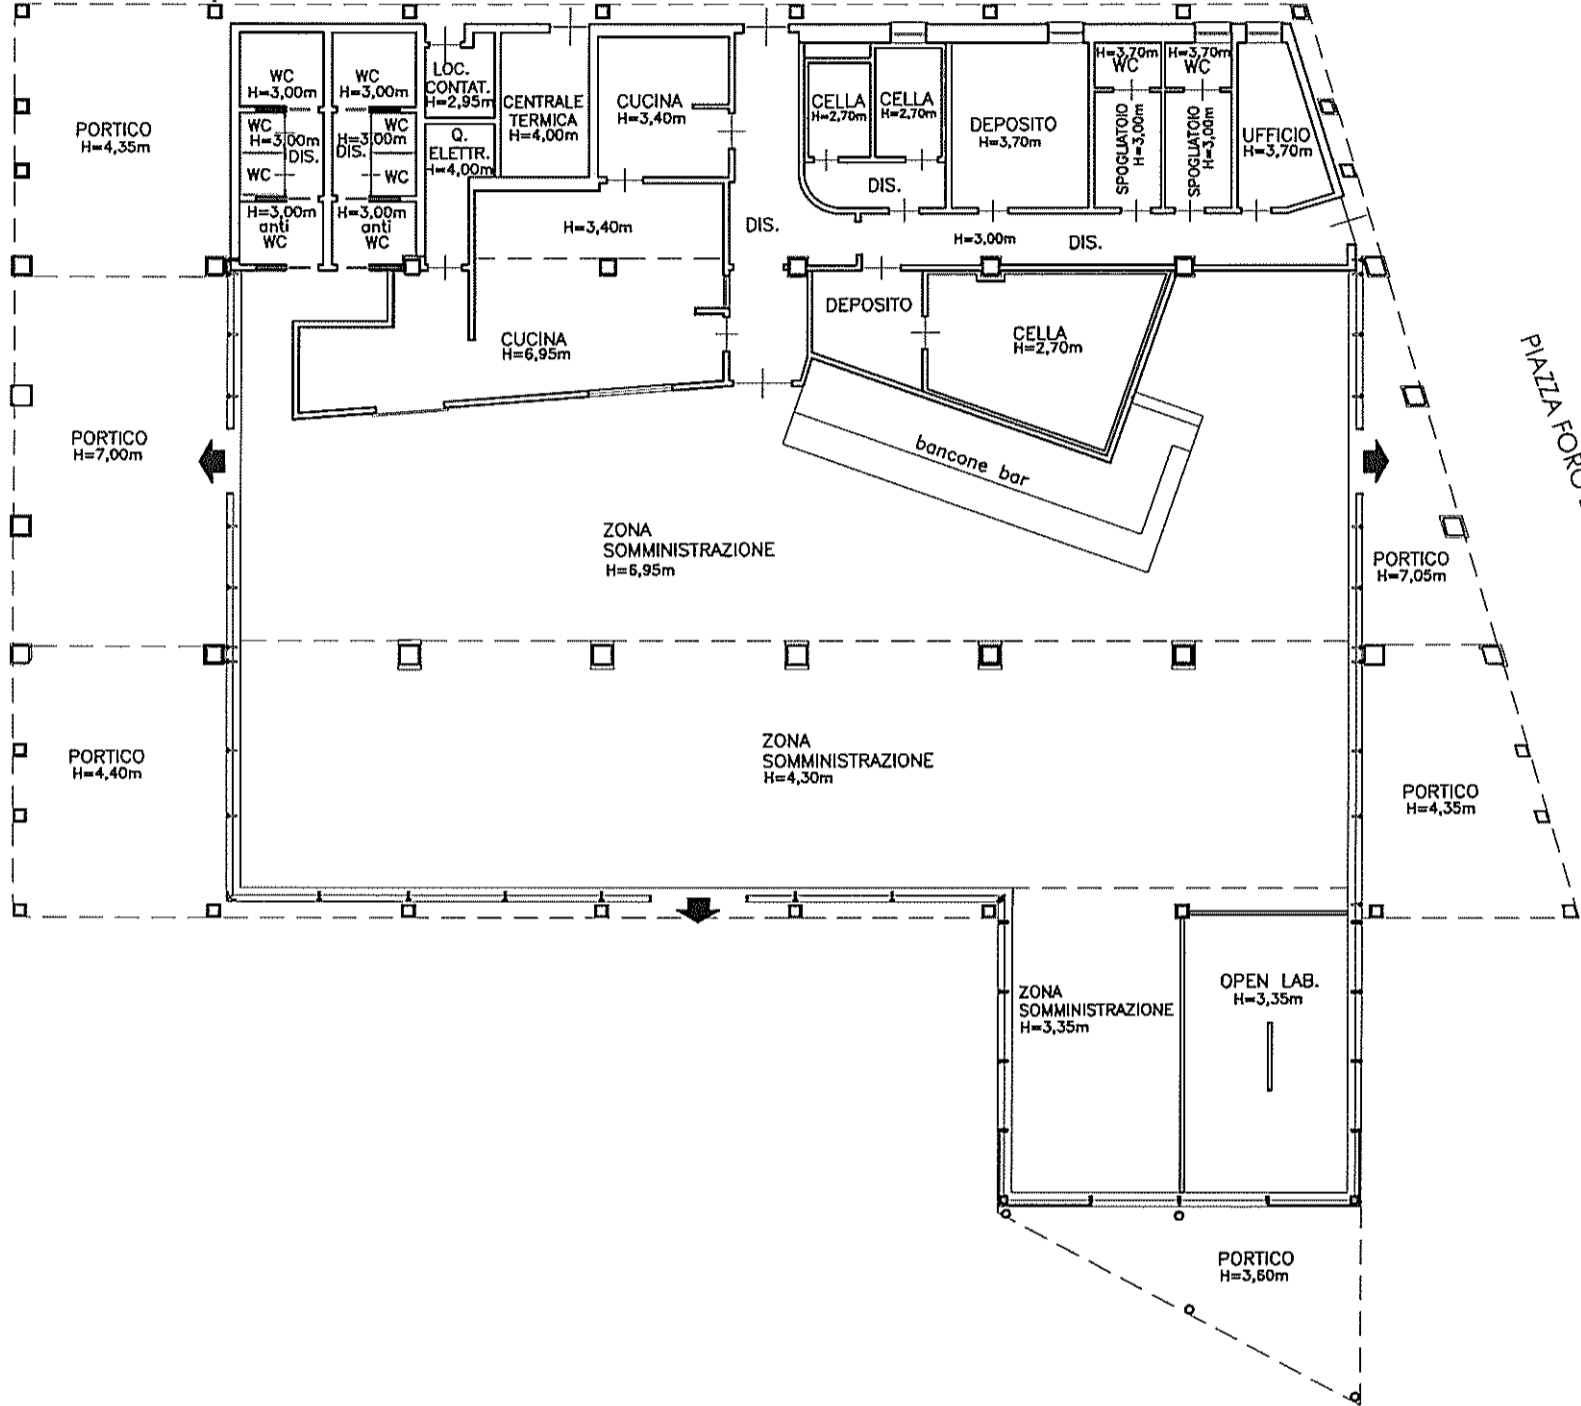 WC
H=3,00m
WC
H=3,00m
DIS.
WC
H=3,00m
anti
WC
WC
H=3,00m
WC
H=3,00m
DIS.
WC
H=3,00m
anti
WC
LOC.
CONTAT.
H=2,95m
Q.
ELETTR.
H=4,00m
CENTRALE
TERMICA
H=4,00m
CUCINA
H=3,40m
H=3,40m
CUCINA
H=6,95m
DIS.
CELLA
H=2,70m
CELLA
H=2,70m
DIS.
DEPOSITO
H=3,70m
H=3,70m
WC
SPOGLIATOIO
H=3,00m
H=3,70m
WC
SPOGLIATOIO
H=3,00m
UFFICIO
H=3,70m
H=3,00m
DIS.
DEPOSITO
CELLA
H=2,70m
bancone bar
PORTICO
H=4,35m
PORTICO
H=7,00m
PORTICO
H=4,40m
ZONA
SOMMINISTRAZIONE
H=6,95m
ZONA
SOMMINISTRAZIONE
H=4,30m
PIAZZA FORO
PORTICO
H=7,05m
PORTICO
H=4,35m
ZONA
SOMMINISTRAZIONE
H=3,35m
OPEN LAB.
H=3,35m
PORTICO
H=3,60m